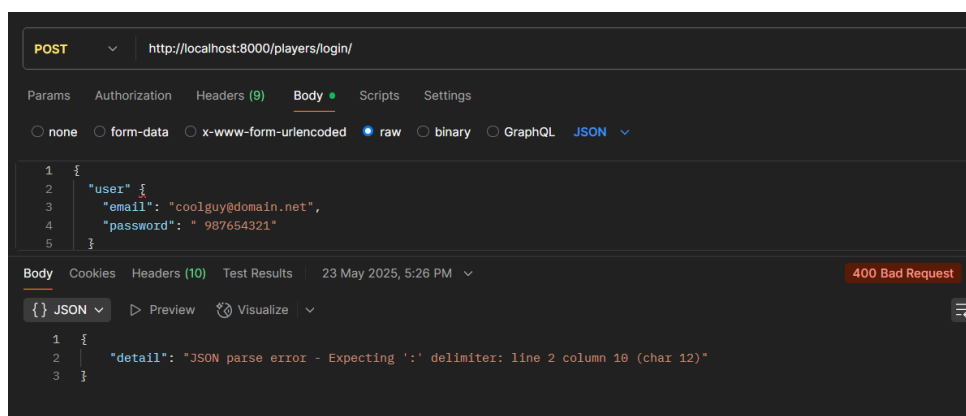 POST http://localhost:8000/players/login/
Params Authorization Headers (9) Body Scripts Settings
none form-data x-www-form-urlencoded raw binary GraphQL JSON
1 {
2 "user" {
3 "email": "coolguy@domain.net",
4 "password": " 987654321"
5 }
Body Cookies Headers (10) Test Results 23 May 2025, 5:26 PM 400 Bad Request
{} JSON Preview Visualize
1 {
2 "detail": "JSON parse error - Expecting ':' delimiter: line 2 column 10 (char 12)"
3 }